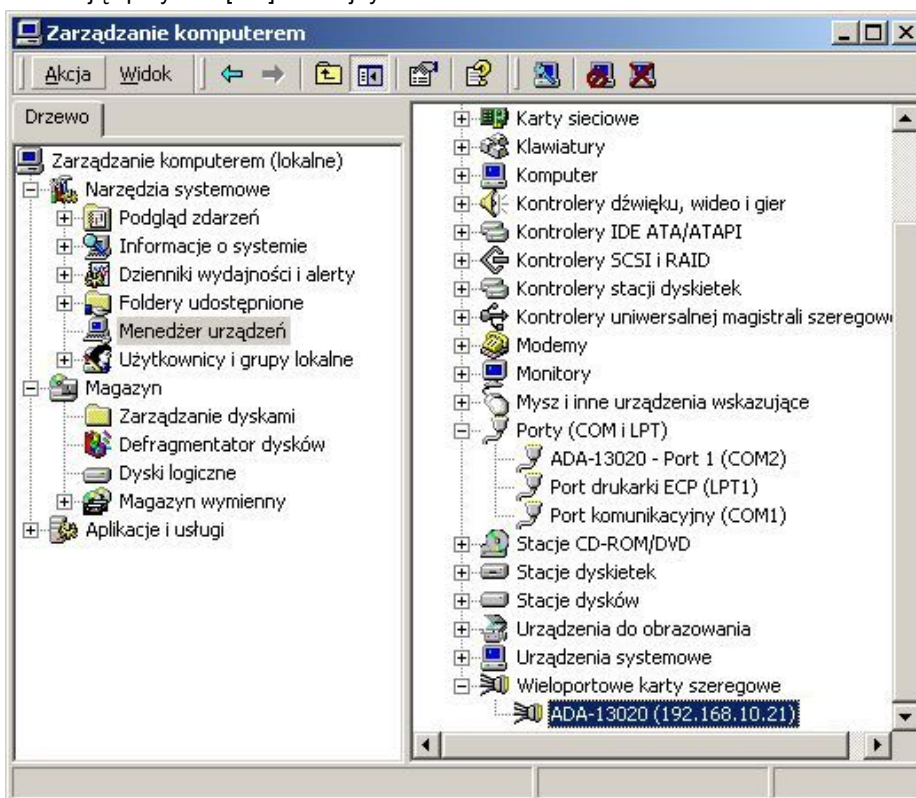 Zarządzanie komputerem
Akcja Widok
Drzewo
Zarządzanie komputerem (lokalne)
Narzędzia systemowe
Podgląd zdarzeń
Informacje o systemie
Dzienniki wydajności i alerty
Foldery udostępnione
Menedżer urządzeń
Użytkownicy i grupy lokalne
Magazyn
Zarządzanie dyskami
Defragmentator dysków
Dyski logiczne
Magazyn wymienny
Aplikacje i usługi
Karty sieciowe
Klawiatury
Komputer
Kontrolery dźwięku, wideo i gier
Kontrolery IDE ATA/ATAPI
Kontrolery SCSI i RAID
Kontrolery stacji dyskietek
Kontrolery uniwersalnej magistrali szeregow
Modemy
Monitory
Mysz i inne urządzenia wskazujące
Porty (COM i LPT)
ADA-13020 - Port 1 (COM2)
Port drukarki ECP (LPT1)
Port komunikacyjny (COM1)
Stacje CD-ROM/DVD
Stacje dyskietek
Stacje dysków
Urządzenia do obrazowania
Urządzenia systemowe
Wieloportowe karty szeregowe
ADA-13020 (192.168.10.21)